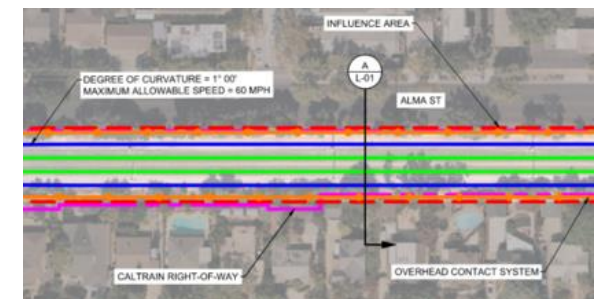 INFLUENCE AREA
A
L-01
DEGREE OF CURVATURE = 1° 00'
MAXIMUM ALLOWABLE SPEED = 60 MPH
ALMA ST
CALTRAIN RIGHT-OF-WAY
OVERHEAD CONTACT SYSTEM